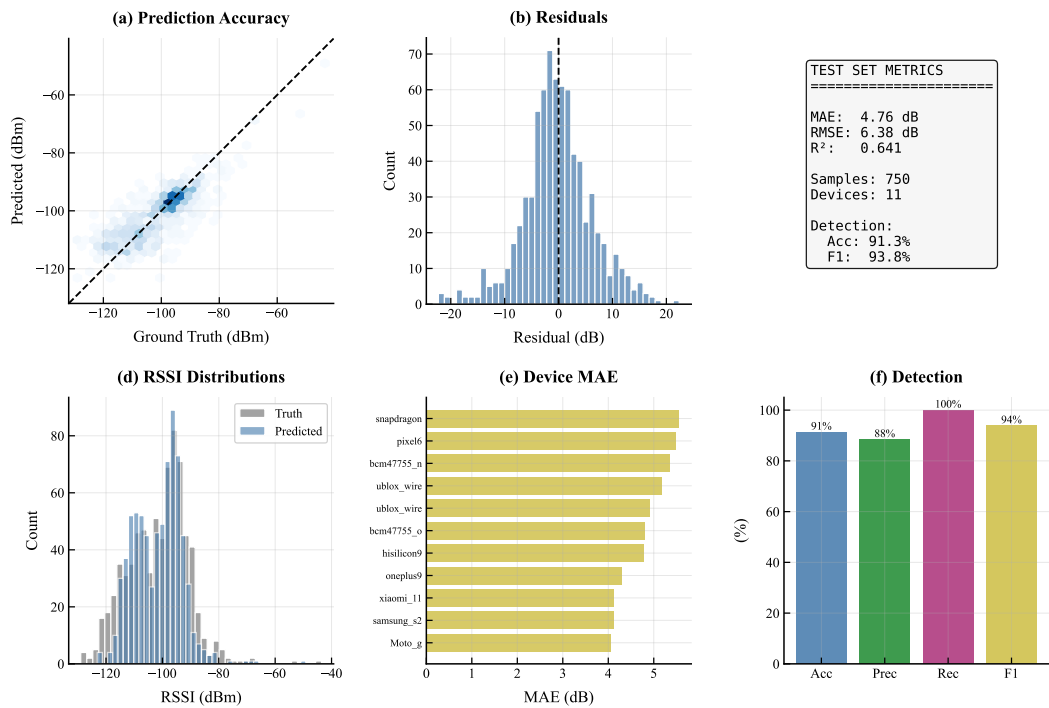 (a) Prediction Accuracy
−60
−80
−100
−120
−120
−100
−80
−60
Predicted (dBm)
Ground Truth (dBm)
(b) Residuals
70
60
50
40
30
20
10
0
−20
−10
0
10
20
Count
Residual (dB)
TEST SET METRICS
======================
MAE:  4.76 dB
RMSE: 6.38 dB
R²:   0.641
Samples: 750
Devices: 11
Detection:
Acc: 91.3%
F1:  93.8%
(d) RSSI Distributions
Truth
Predicted
80
60
40
20
0
−120
−100
−80
−60
−40
Count
RSSI (dBm)
(e) Device MAE
snapdragon
pixel6
bcm47755_n
ublox_wire
ublox_wire
bcm47755_o
hisilicon9
oneplus9
xiaomi_11
samsung_s2
Moto_g
0
1
2
3
4
5
MAE (dB)
(f) Detection
100
80
60
40
20
0
(%)
91%
88%
100%
94%
Acc
Prec
Rec
F1